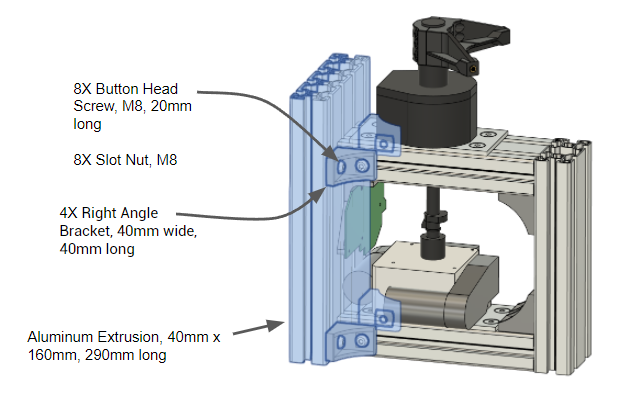 8X Button Head
Screw, M8, 20mm
long
8X Slot Nut, M8
4X Right Angle
Bracket, 40mm wide,
40mm long
Aluminum Extrusion, 40mm x
160mm, 290mm long